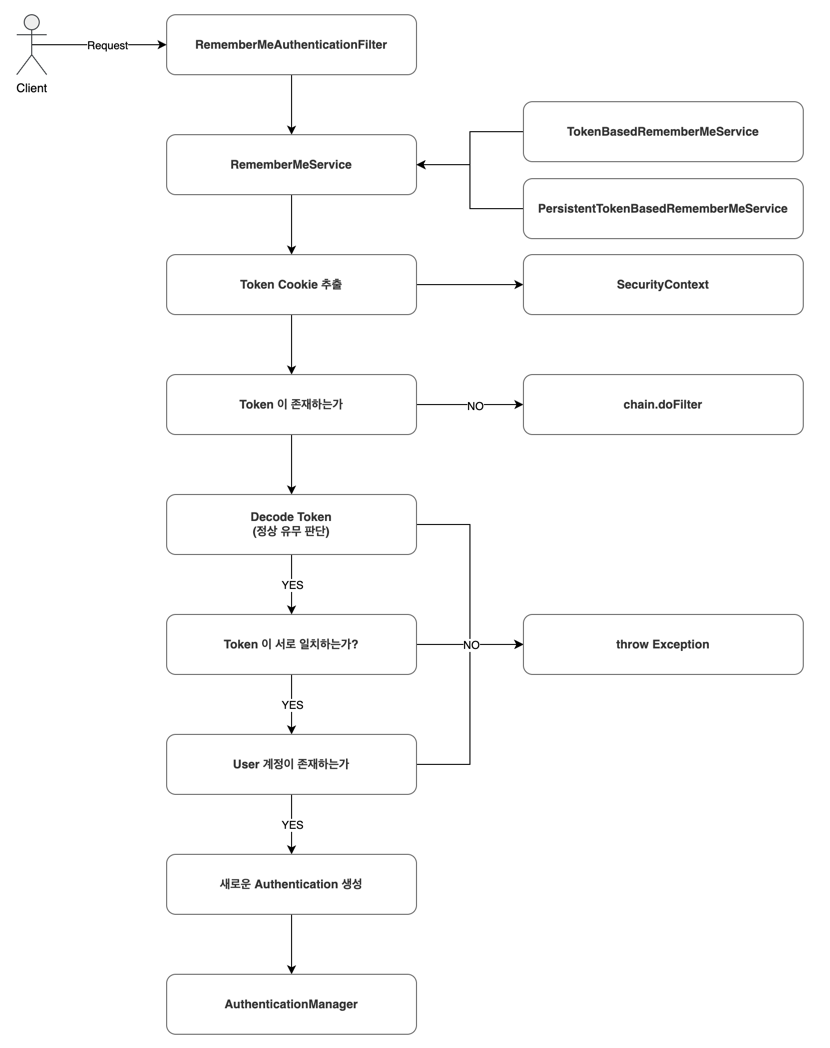 Request
RememberMeAuthenticationFilter
Client
TokenBasedRememberMeService
RememberMeService
PersistentTokenBasedRememberMeService
Token Cookie 추출
SecurityContext
Token 이 존재하는가
NO
chain.doFilter
Decode Token
(정상 유무 판단)
YES
Token 이 서로 일치하는가?
NO
throw Exception
YES
User 계정이 존재하는가
YES
새로운 Authentication 생성
AuthenticationManager